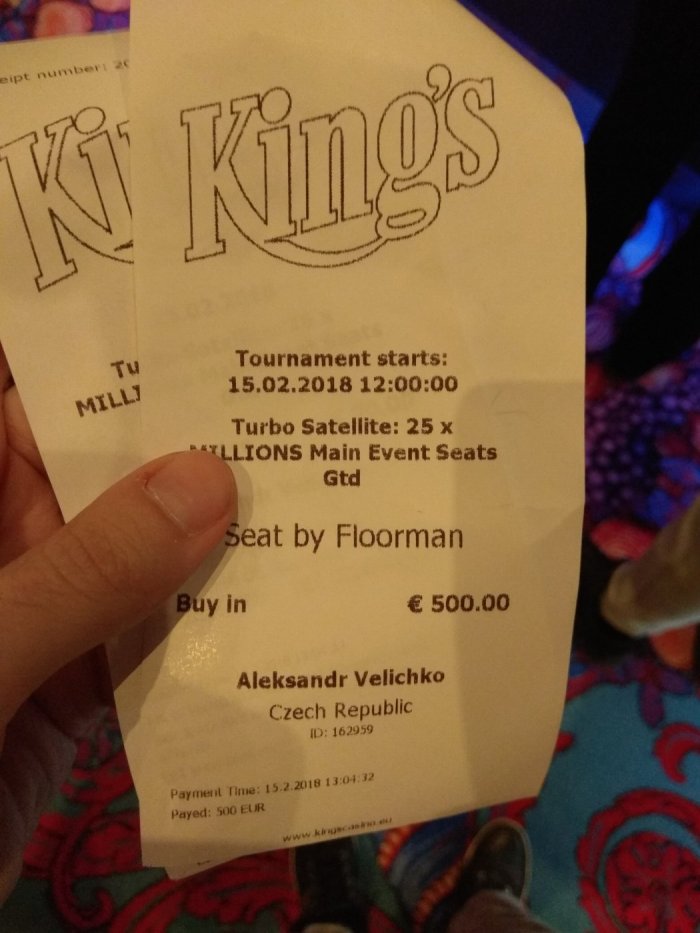 eipt number: 20
Ki
Tu
MILLI
King's
Tournament starts:
15.02.2018 12:00:00
Turbo Satellite: 25 x
MILLIONS Main Event Seats
Gtd
Seat by Floorman
Buy in € 500.00
Aleksandr Velichko
Czech Republic
ID: 162959
Payment Time: 15.2.2018 13:04:32
Payed: 500 EUR
www.kingscasino.eu